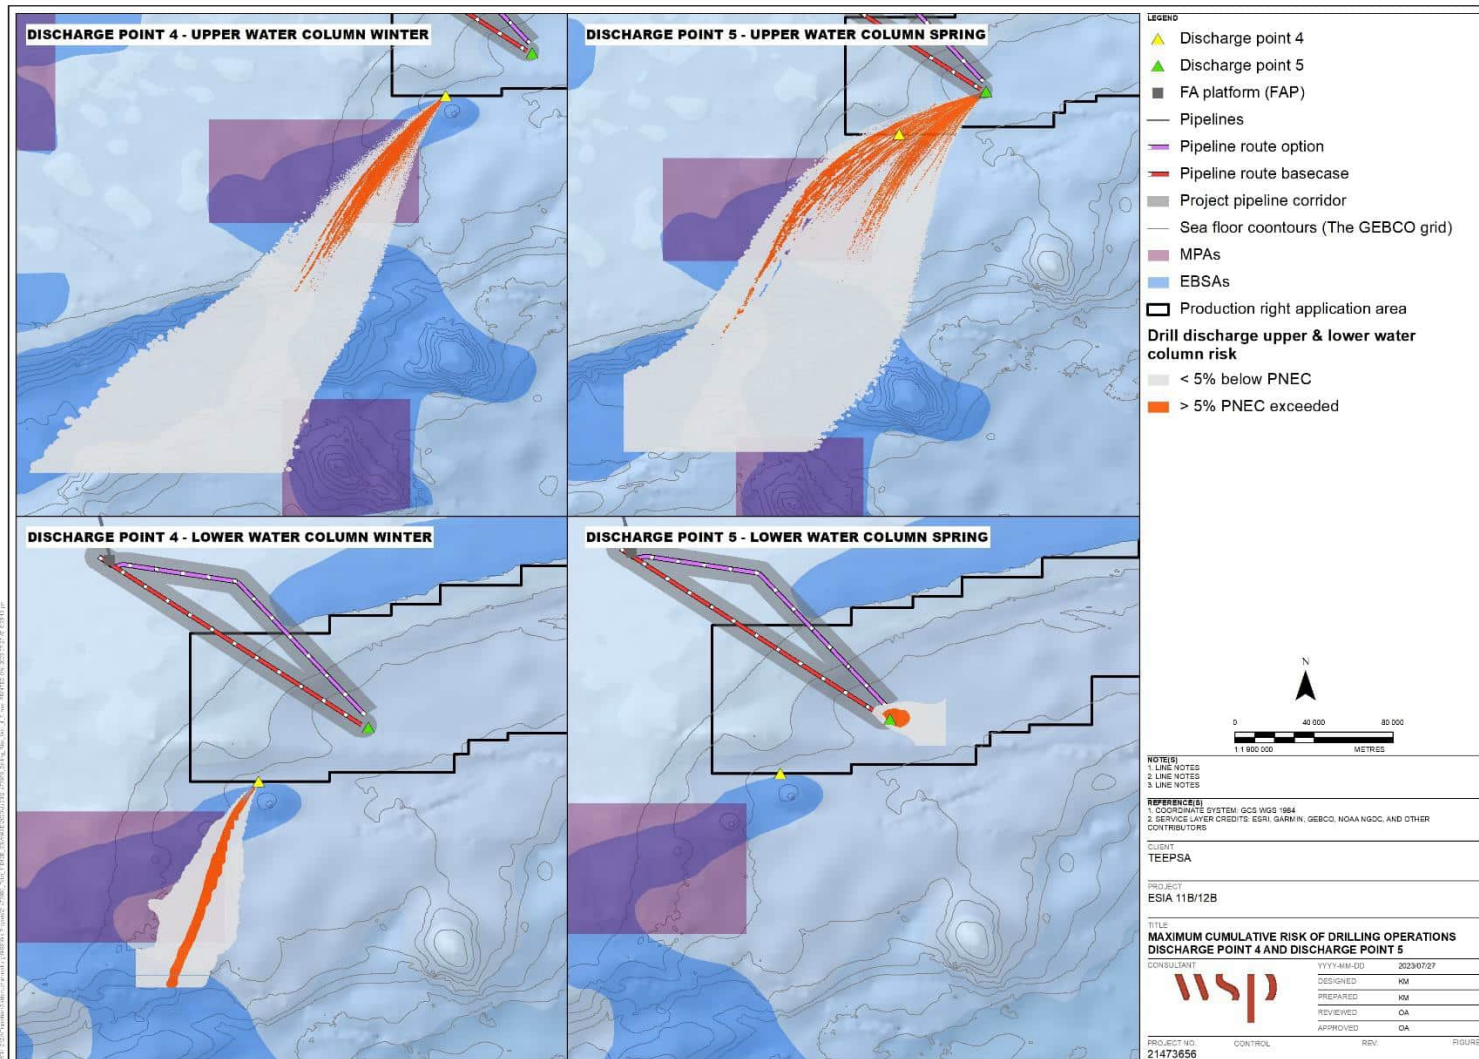 DISCHARGE POINT 4 - UPPER WATER COLUMN WINTER
DISCHARGE POINT 5 - UPPER WATER COLUMN SPRING
DISCHARGE POINT 4 - LOWER WATER COLUMN WINTER
DISCHARGE POINT 5 - LOWER WATER COLUMN SPRING
LEGEND
Discharge point 4
Discharge point 5
FA platform (FAP)
Pipelines
Pipeline route option
Pipeline route basecase
Project pipeline corridor
Sea floor coontours (The GEBCO grid)
MPAs
EBSAs
Production right application area
Drill discharge upper & lower water
column risk
< 5% below PNEC
> 5% PNEC exceeded
N
0 40 000 80 000
1:1 900 000 METRES
NOTE(S)
1. LINE NOTES
2. LINE NOTES
3. LINE NOTES
REFERENCE(S)
1. COORDINATE SYSTEM: GCS WGS 1984
2. SERVICE LAYER CREDITS: ESRI, GARMIN, GEBCO, NOAA NGDC, AND OTHER
CONTRIBUTORS
CLIENT
TEEPSA
PROJECT
ESIA 11B/12B
TITLE
MAXIMUM CUMULATIVE RISK OF DRILLING OPERATIONS
DISCHARGE POINT 4 AND DISCHARGE POINT 5
CONSULTANT
wsp
YYYY-MM-DD 2023/07/27
DESIGNED KM
PREPARED KM
REVIEWED OA
APPROVED OA
PROJECT NO. CONTROL REV. FIGURE
21473656